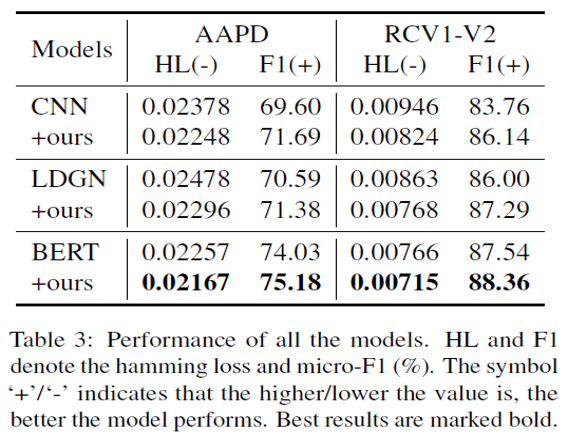 Models AAPD RCV1-V2
HL(-) F1(+) HL(-) F1(+)
CNN 0.02378 69.60 0.00946 83.76
+ours 0.02248 71.69 0.00824 86.14
LDGN 0.02478 70.59 0.00863 86.00
+ours 0.02296 71.38 0.00768 87.29
BERT 0.02257 74.03 0.00766 87.54
+ours 0.02167 75.18 0.00715 88.36
Table 3: Performance of all the models. HL and F1
denote the hamming loss and micro-F1 (%). The symbol
‘+’/‘-’ indicates that the higher/lower the value is, the
better the model performs. Best results are marked bold.